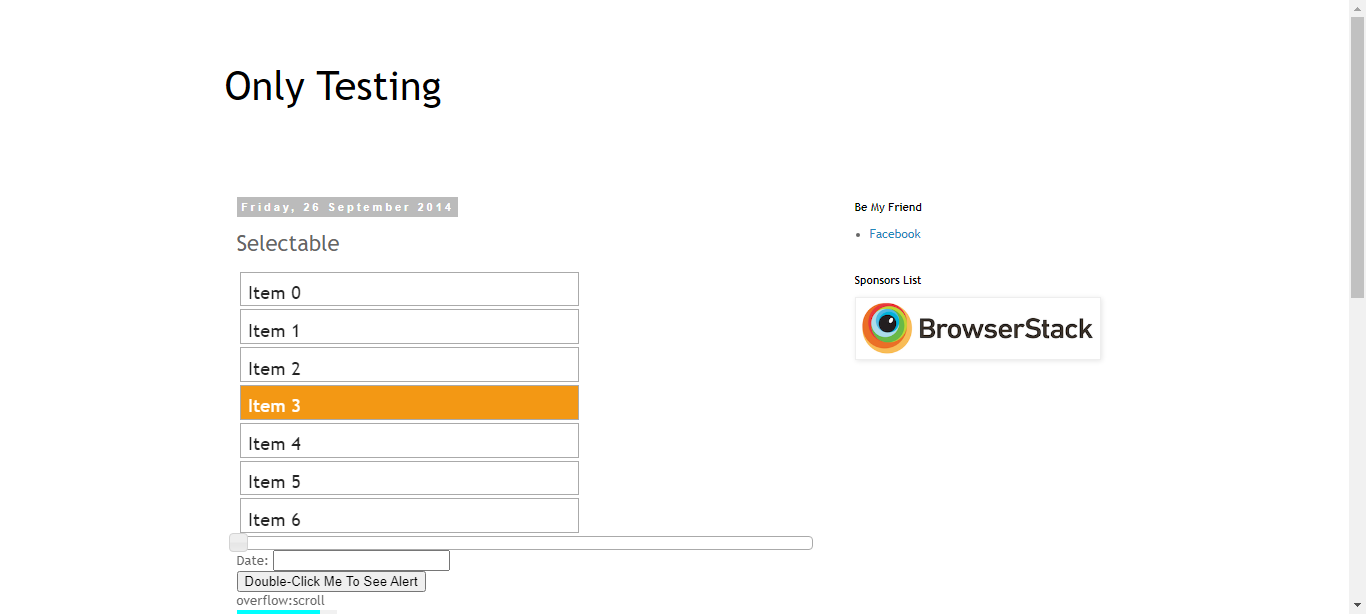 Only Testing
Friday, 26 September 2014
Selectable
Item 0
Item 1
Item 2
Item 3
Item 4
Item 5
Item 6
Date:
Double-Click Me To See Alert
overflow:scroll
Be My Friend
Facebook
Sponsors List
BrowserStack